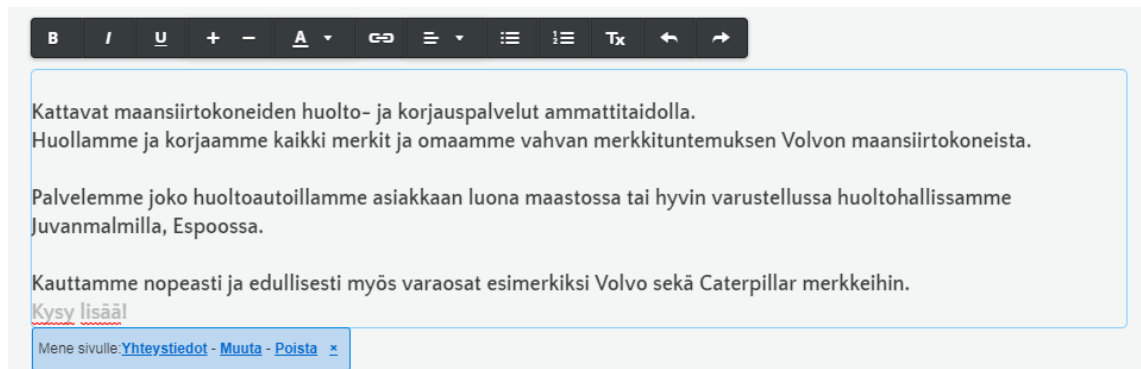 B I U + − A Tx
Kattavat maansiirtokoneiden huolto- ja korjauspalvelut ammattitaidolla.
Huollamme ja korjaamme kaikki merkit ja omaamme vahvan merkkituntemuksen Volvon maansiirtokoneista.
Palvelemme joko huoltoautoillamme asiakkaan luona maastossa tai hyvin varustellussa huoltohallissamme
Juvanmalmilla, Espoossa.
Kauttamme nopeasti ja edullisesti myös varaosat esimerkiksi Volvo sekä Caterpillar merkkeihin.
Kysy lisää!
Mene sivulle:Yhteystiedot - Muuta - Poista ×